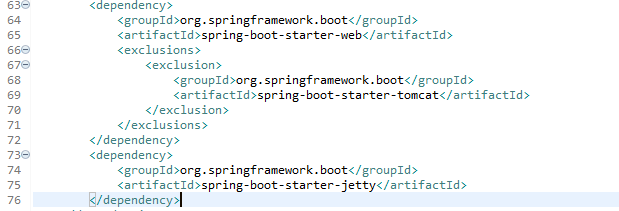 63 <dependency>
64 <groupId>org.springframework.boot</groupId>
65 <artifactId>spring-boot-starter-web</artifactId>
66 <exclusions>
67 <exclusion>
68 <groupId>org.springframework.boot</groupId>
69 <artifactId>spring-boot-starter-tomcat</artifactId>
70 </exclusion>
71 </exclusions>
72 </dependency>
73 <dependency>
74 <groupId>org.springframework.boot</groupId>
75 <artifactId>spring-boot-starter-jetty</artifactId>
76 </dependency>